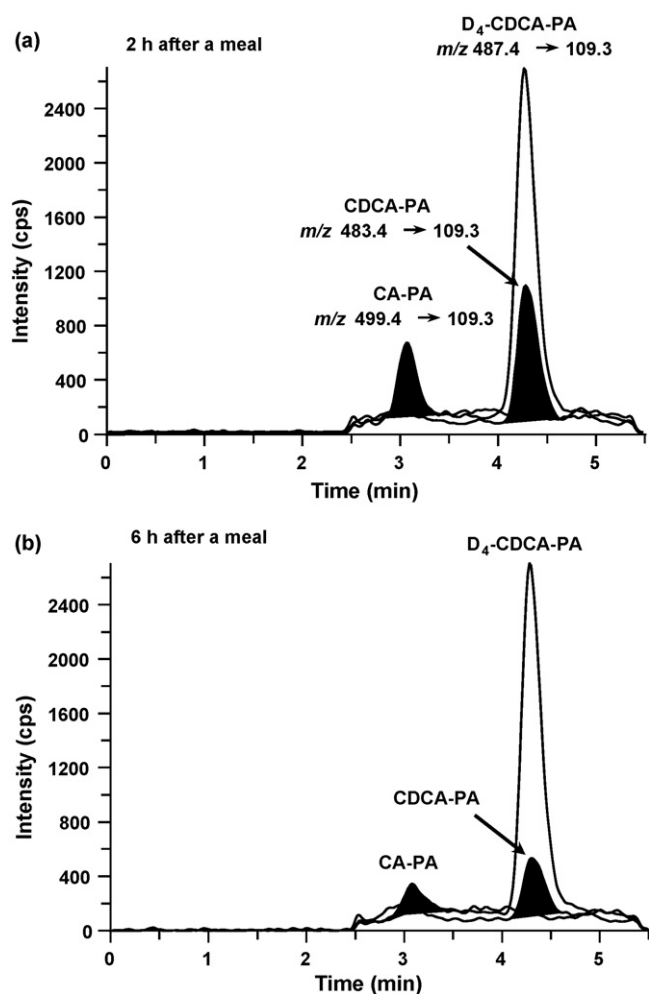 (a)
2 h after a meal
D₄-CDCA-PA
m/z 487.4 → 109.3
CDCA-PA
m/z 483.4 → 109.3
CA-PA
m/z 499.4 → 109.3
Intensity (cps)
2400
2000
1600
1200
800
400
0
0 1 2 3 4 5
Time (min)
(b)
6 h after a meal
D₄-CDCA-PA
CDCA-PA
CA-PA
Intensity (cps)
2400
2000
1600
1200
800
400
0
0 1 2 3 4 5
Time (min)